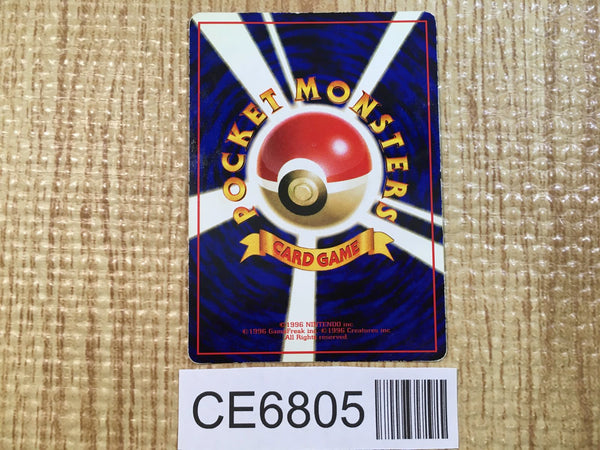 POCKET MONSTERS
CARD GAME
©1996 NINTENDO inc.
©1996 GameFreak inc. ©1996 Creatures inc.
All Rights reserved
CE6805